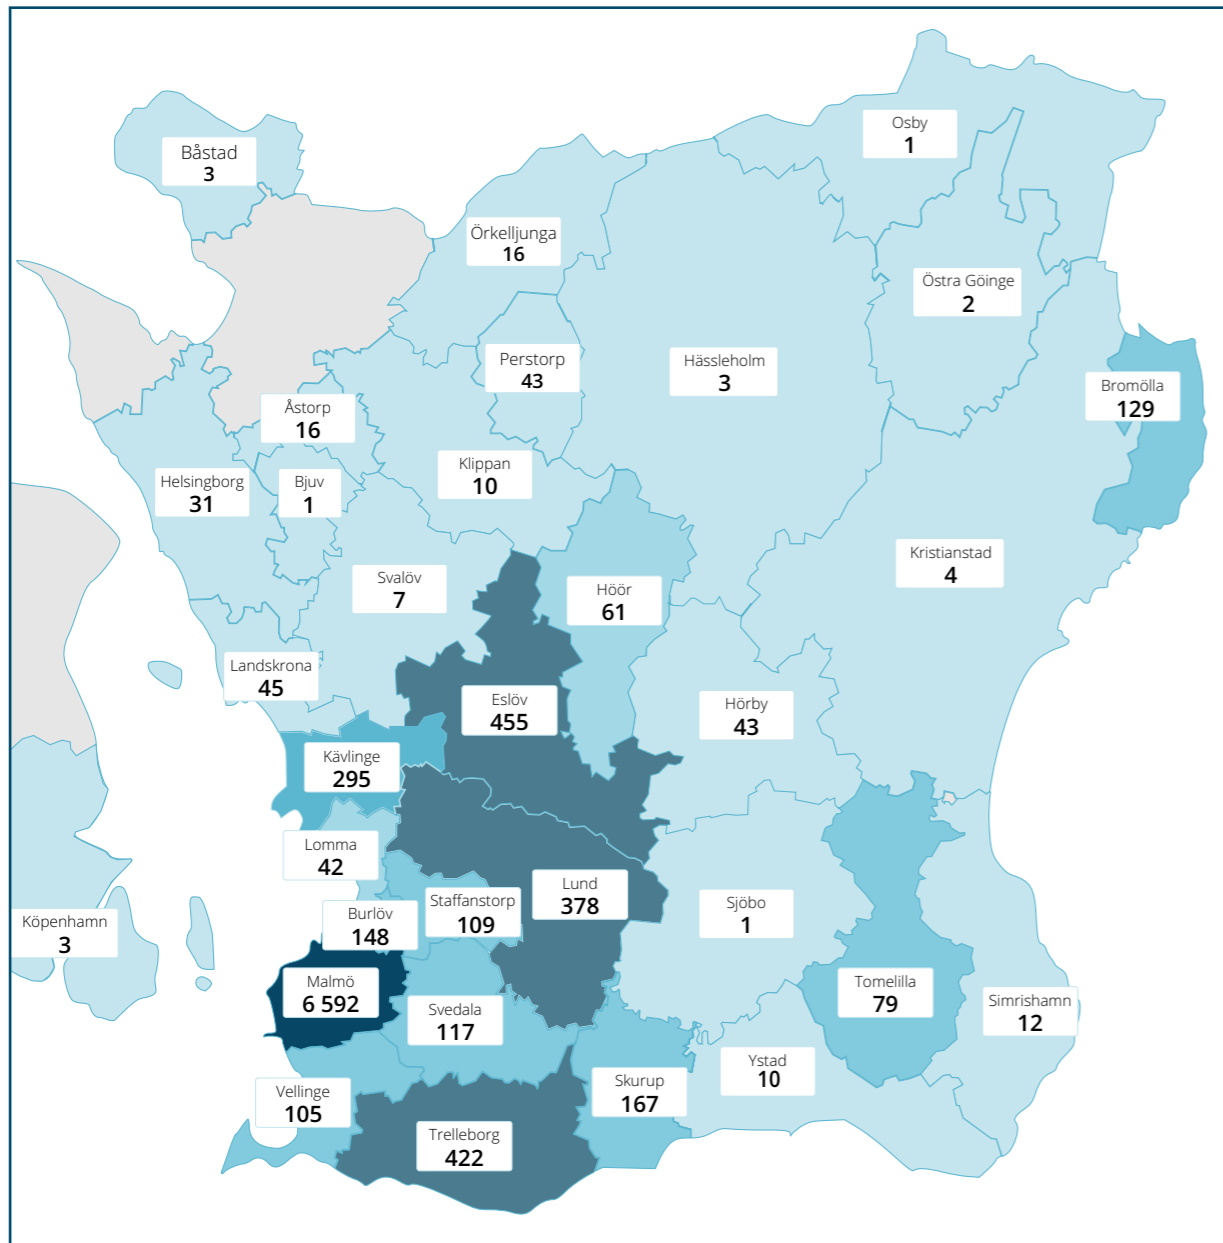 Osby
1
Båstad
3
Örkelljunga
16
Östra Göinge
2
Perstorp
43
Hässleholm
3
Bromölla
129
Åstorp
16
Klippan
10
Helsingborg
31
Bjuv
1
Kristianstad
4
Svalöv
7
Höör
61
Landskrona
45
Eslöv
455
Hörby
43
Kävlinge
295
Lomma
42
Lund
378
Staffanstorp
109
Sjöbo
1
Burlöv
148
Köpenhamn
3
Malmö
6 592
Tomelilla
79
Simrishamn
12
Svedala
117
Ystad
10
Skurup
167
Vellinge
105
Trelleborg
422